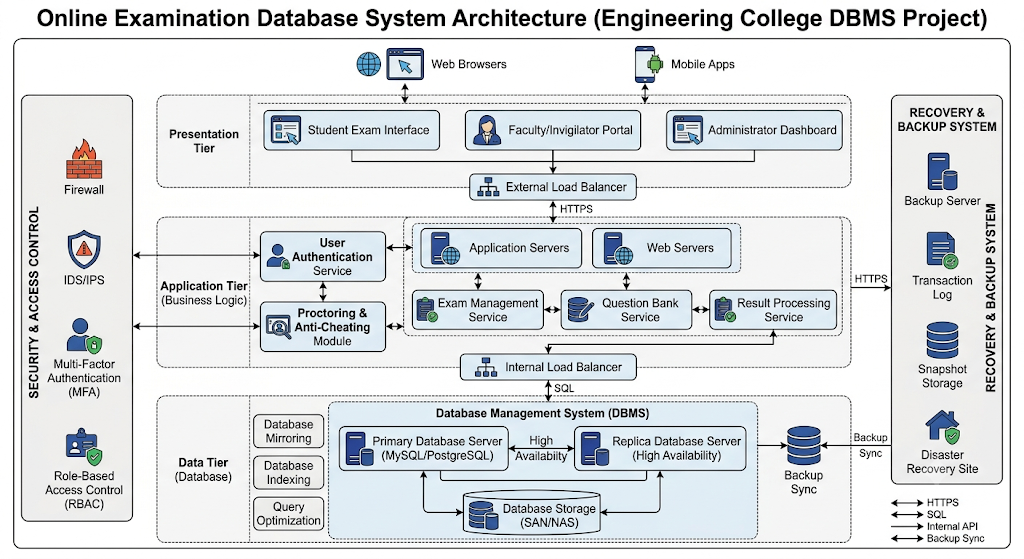 Online Examination Database System Architecture (Engineering College DBMS Project)
Web Browsers
Mobile Apps
Presentation
Tier
Student Exam Interface
Faculty/Invigilator Portal
Administrator Dashboard
External Load Balancer
HTTPS
SECURITY & ACCESS CONTROL
Firewall
IDS/IPS
Multi-Factor
Authentication
(MFA)
Role-Based
Access Control
(RBAC)
Application Tier
(Business Logic)
User
Authentication
Service
Proctoring &
Anti-Cheating
Module
Application Servers
Web Servers
Exam Management
Service
Question Bank
Service
Result Processing
Service
HTTPS
Internal Load Balancer
SQL
Data Tier
(Database)
Database
Mirroring
Database
Indexing
Query
Optimization
Database Management System (DBMS)
Primary Database Server
(MySQL/PostgreSQL)
High
Availabilty
Replica Database Server
(High Availability)
Database Storage
(SAN/NAS)
Backup
Sync
Backup
Sync
RECOVERY &
BACKUP SYSTEM
Backup Server
Transaction
Log
Snapshot
Storage
Disaster
Recovery Site
RECOVERY & BACKUP SYSTEM
HTTPS
SQL
Internal API
Backup Sync